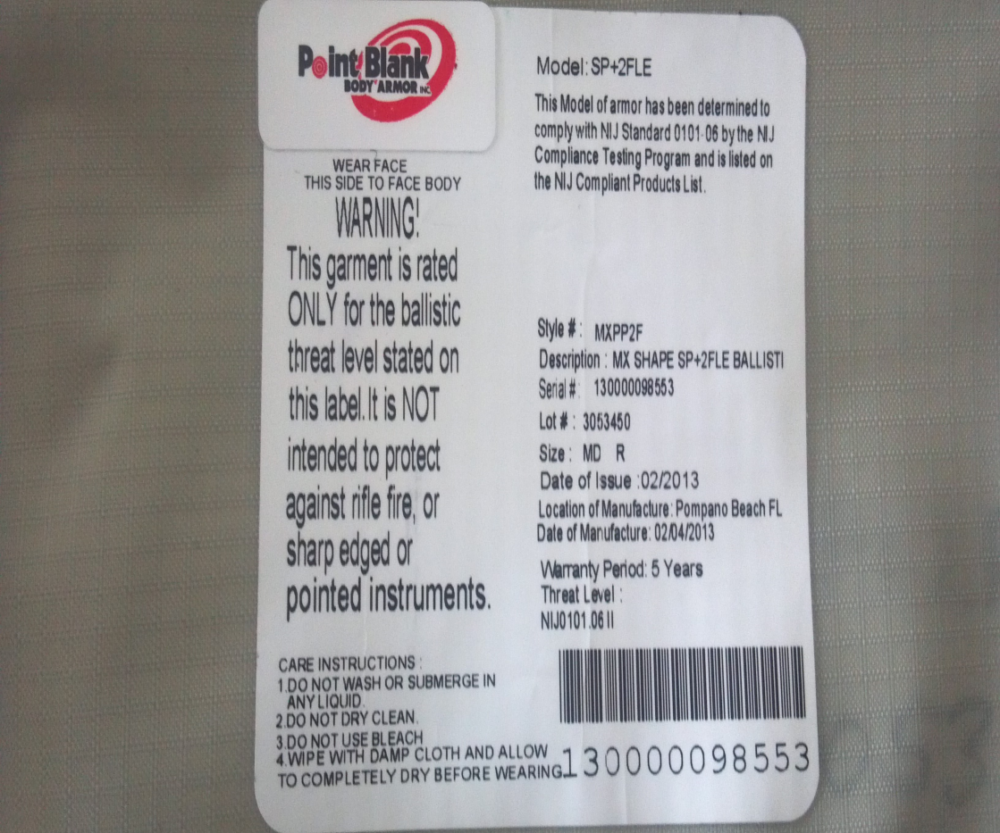 Point Blank
BODY ARMOR INC
WEAR FACE
THIS SIDE TO FACE BODY
WARNING!
This garment is rated
ONLY for the ballistic
threat level stated on
this label. It is NOT
intended to protect
against rifle fire, or
sharp edged or
pointed instruments.
CARE INSTRUCTIONS :
1.DO NOT WASH OR SUBMERGE IN
ANY LIQUID.
2.DO NOT DRY CLEAN.
3.DO NOT USE BLEACH
4.WIPE WITH DAMP CLOTH AND ALLOW
TO COMPLETELY DRY BEFORE WEARING
Model: SP+2FLE
This Model of armor has been determined to
comply with NIJ Standard 0101-06 by the NIJ
Compliance Testing Program and is listed on
the NIJ Compliant Products List.
Style # : MXPP2F
Description : MX SHAPE SP+2FLE BALLISTI
Serial # : 130000098553
Lot # : 3053450
Size : MD R
Date of Issue :02/2013
Location of Manufacture: Pompano Beach FL
Date of Manufacture: 02/04/2013
Warranty Period: 5 Years
Threat Level :
NIJ0101.06 II
130000098553